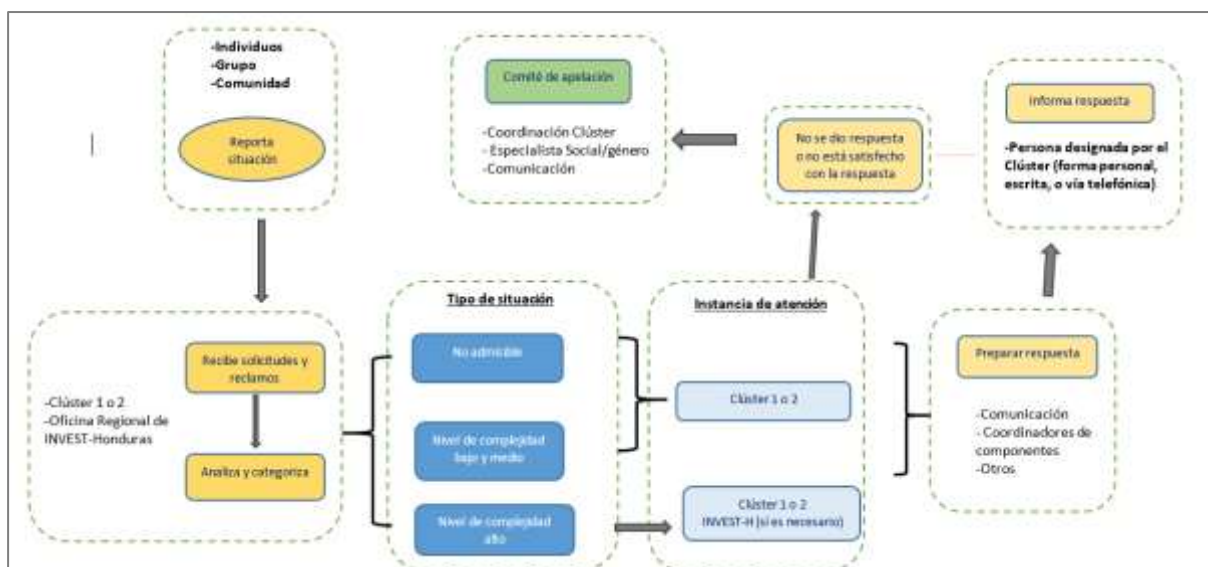 -Individuos
-Grupo
-Comunidad
Reporta
situación
Comité de apelación
-Coordinación Clúster
- Especialista Social/género
-Comunicación
No se dio respuesta
o no está satisfecho
con la respuesta
Informa respuesta
-Persona designada por el
Clúster (forma personal,
escrita, o vía telefónica)
Recibe solicitudes y
reclamos
-Clúster 1 o 2
-Oficina Regional de
INVEST-Honduras
Analiza y categoriza
Tipo de situación
No admisible
Nivel de complejidad
bajo y medio
Nivel de complejidad
alto
Instancia de atención
Clúster 1 o 2
Clúster 1 o 2
INVEST-H (si es necesario)
Preparar respuesta
-Comunicación
- Coordinadores de
componentes
-Otros